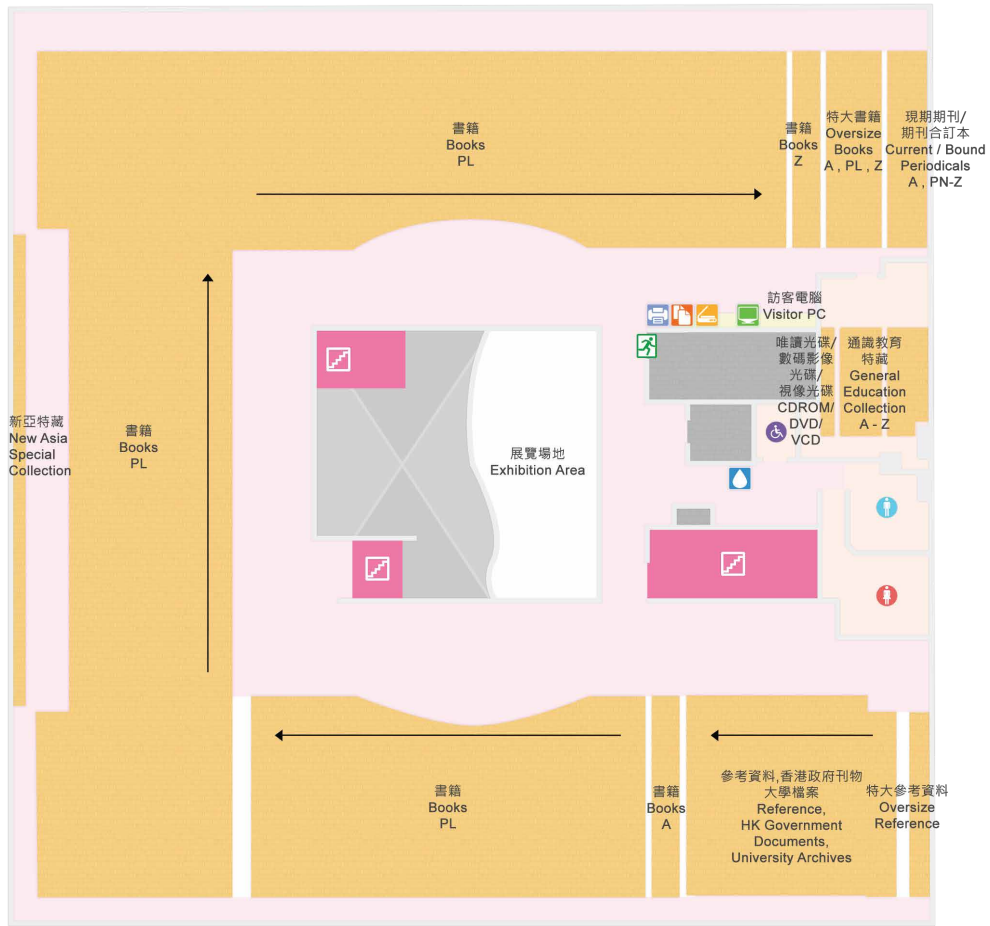 書籍
Books
PL
書籍
Books
Z
特大書籍
Oversize
Books
A , PL , Z
現期期刊/
期刊合訂本
Current / Bound
Periodicals
A , PN-Z
訪客電腦
Visitor PC
唯讀光碟/
數碼影像
光碟/
視像光碟
CDROM/
DVD/
VCD
通識教育
特藏
General
Education
Collection
A - Z
新亞特藏
New Asia
Special
Collection
書籍
Books
PL
展覽場地
Exhibition Area
書籍
Books
PL
書籍
Books
A
參考資料,香港政府刊物
大學檔案
Reference,
HK Government
Documents,
University Archives
特大參考資料
Oversize
Reference